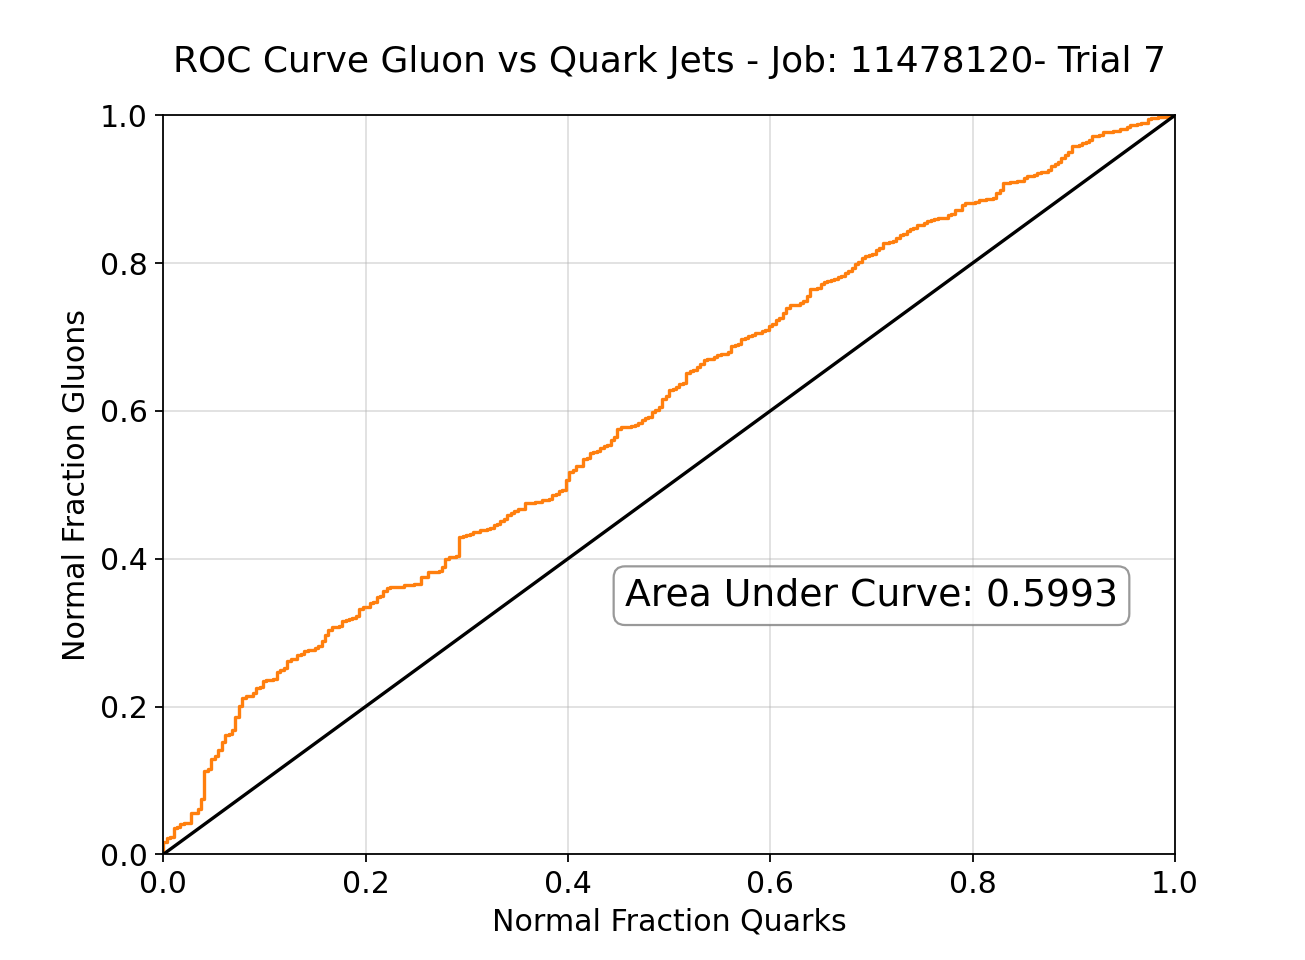 ROC Curve Gluon vs Quark Jets - Job: 11478120- Trial 7
1.0
0.8
0.6
0.4
0.2
0.0
Normal Fraction Gluons
Area Under Curve: 0.5993
0.0 0.2 0.4 0.6 0.8 1.0
Normal Fraction Quarks